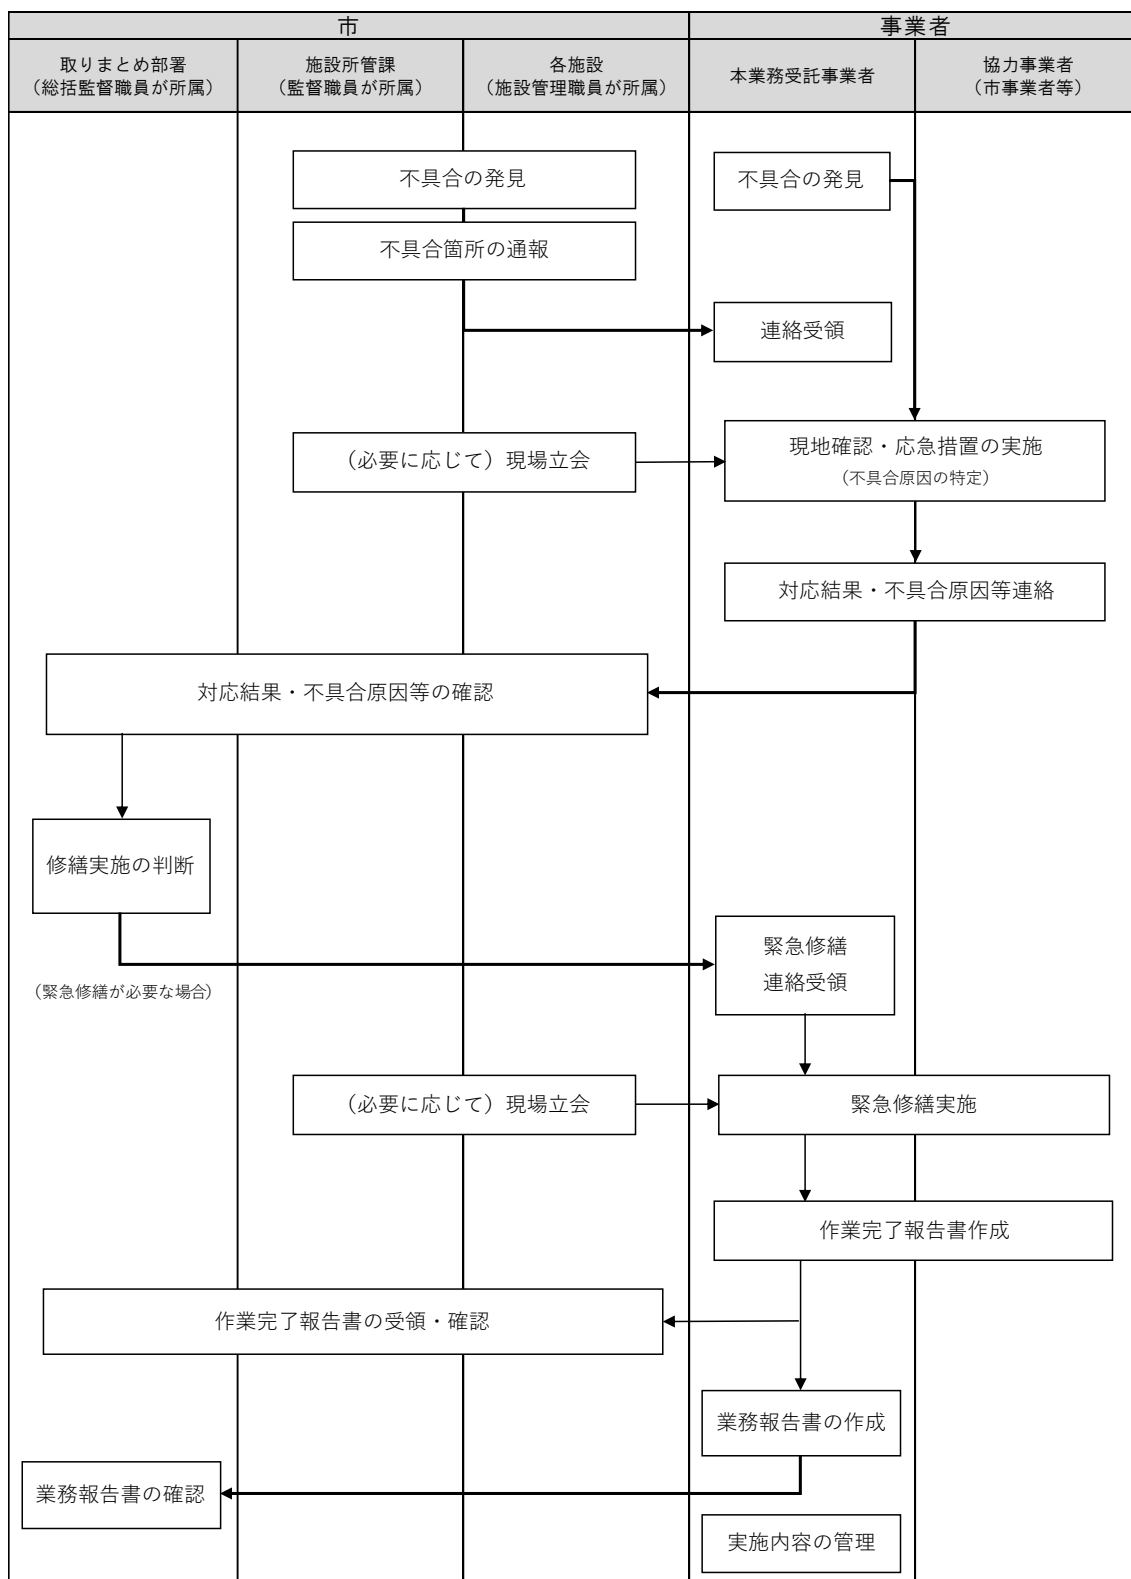 市
事業者
取りまとめ部署
（総括監督職員が所属）
施設所管課
（監督職員が所属）
各施設
（施設管理職員が所属）
本業務受託事業者
協力事業者
（市事業者等）
不具合の発見
不具合の発見
不具合箇所の通報
連絡受領
（必要に応じて）現場立会
現地確認・応急措置の実施
（不具合原因の特定）
対応結果・不具合原因等連絡
対応結果・不具合原因等の確認
修繕実施の判断
（緊急修繕が必要な場合）
緊急修繕
連絡受領
（必要に応じて）現場立会
緊急修繕実施
作業完了報告書作成
作業完了報告書の受領・確認
業務報告書の作成
業務報告書の確認
実施内容の管理